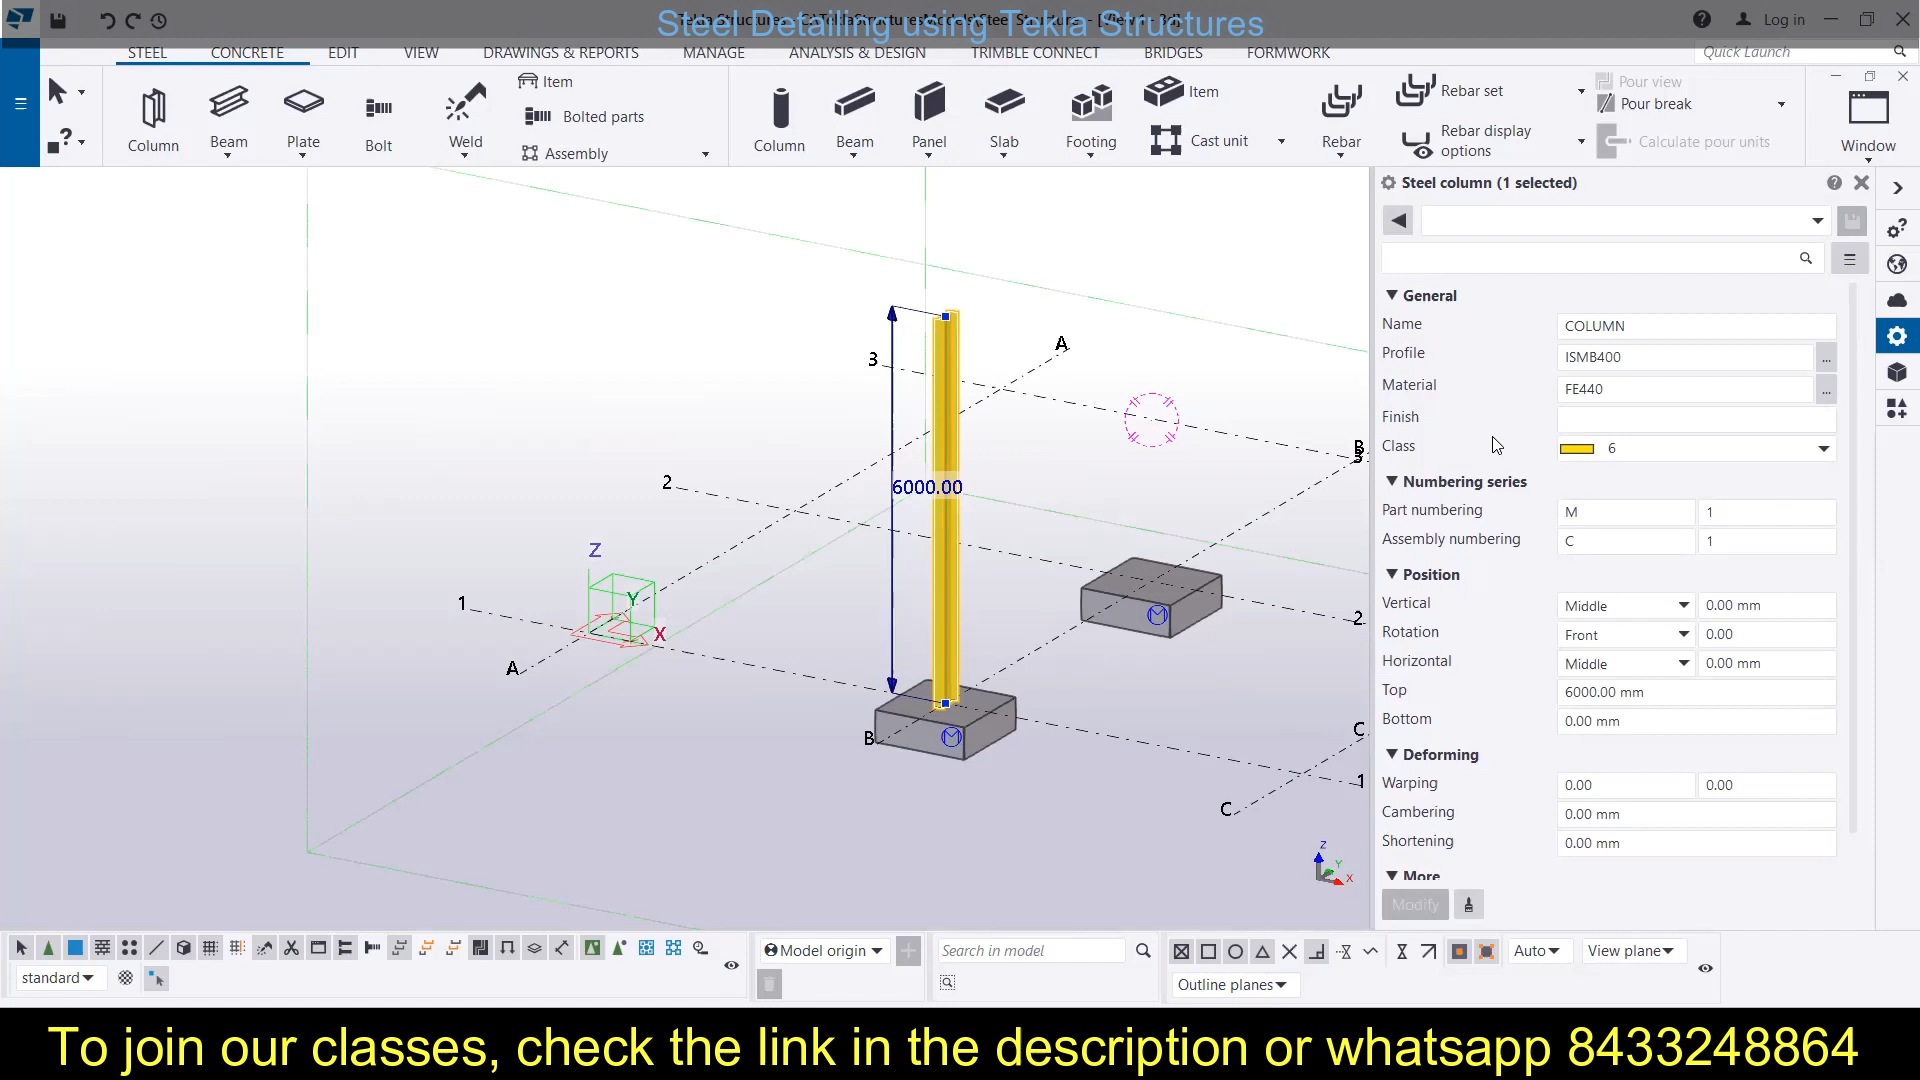 Steel Detailing using Tekla Structures
Log in
STEEL CONCRETE EDIT VIEW DRAWINGS & REPORTS MANAGE ANALYSIS & DESIGN TRIMBLE CONNECT BRIDGES FORMWORK Quick Launch
Column Beam Plate Bolt Weld
Item
Bolted parts
Assembly
Column Beam Panel Slab Footing
Item
Cast unit
Rebar
Rebar set
Rebar display
options
Pour view
Pour break
Calculate pour units
Window
Steel column (1 selected)
General
Name COLUMN
Profile ISMB400 ...
Material FE440 ...
Finish
Class 6
Numbering series
Part numbering M 1
Assembly numbering C 1
Position
Vertical Middle 0.00 mm
Rotation Front 0.00
Horizontal Middle 0.00 mm
Top 6000.00 mm
Bottom 0.00 mm
Deforming
Warping 0.00 0.00
Cambering 0.00 mm
Shortening 0.00 mm
More
Modify
A
3
B
3
2
6000.00
Z
Y
X
1
2
A
B
C
1
C
Z
Y
X
M
M
Model origin
Search in model
Auto
View plane
standard
Outline planes
To join our classes, check the link in the description or whatsapp 8433248864